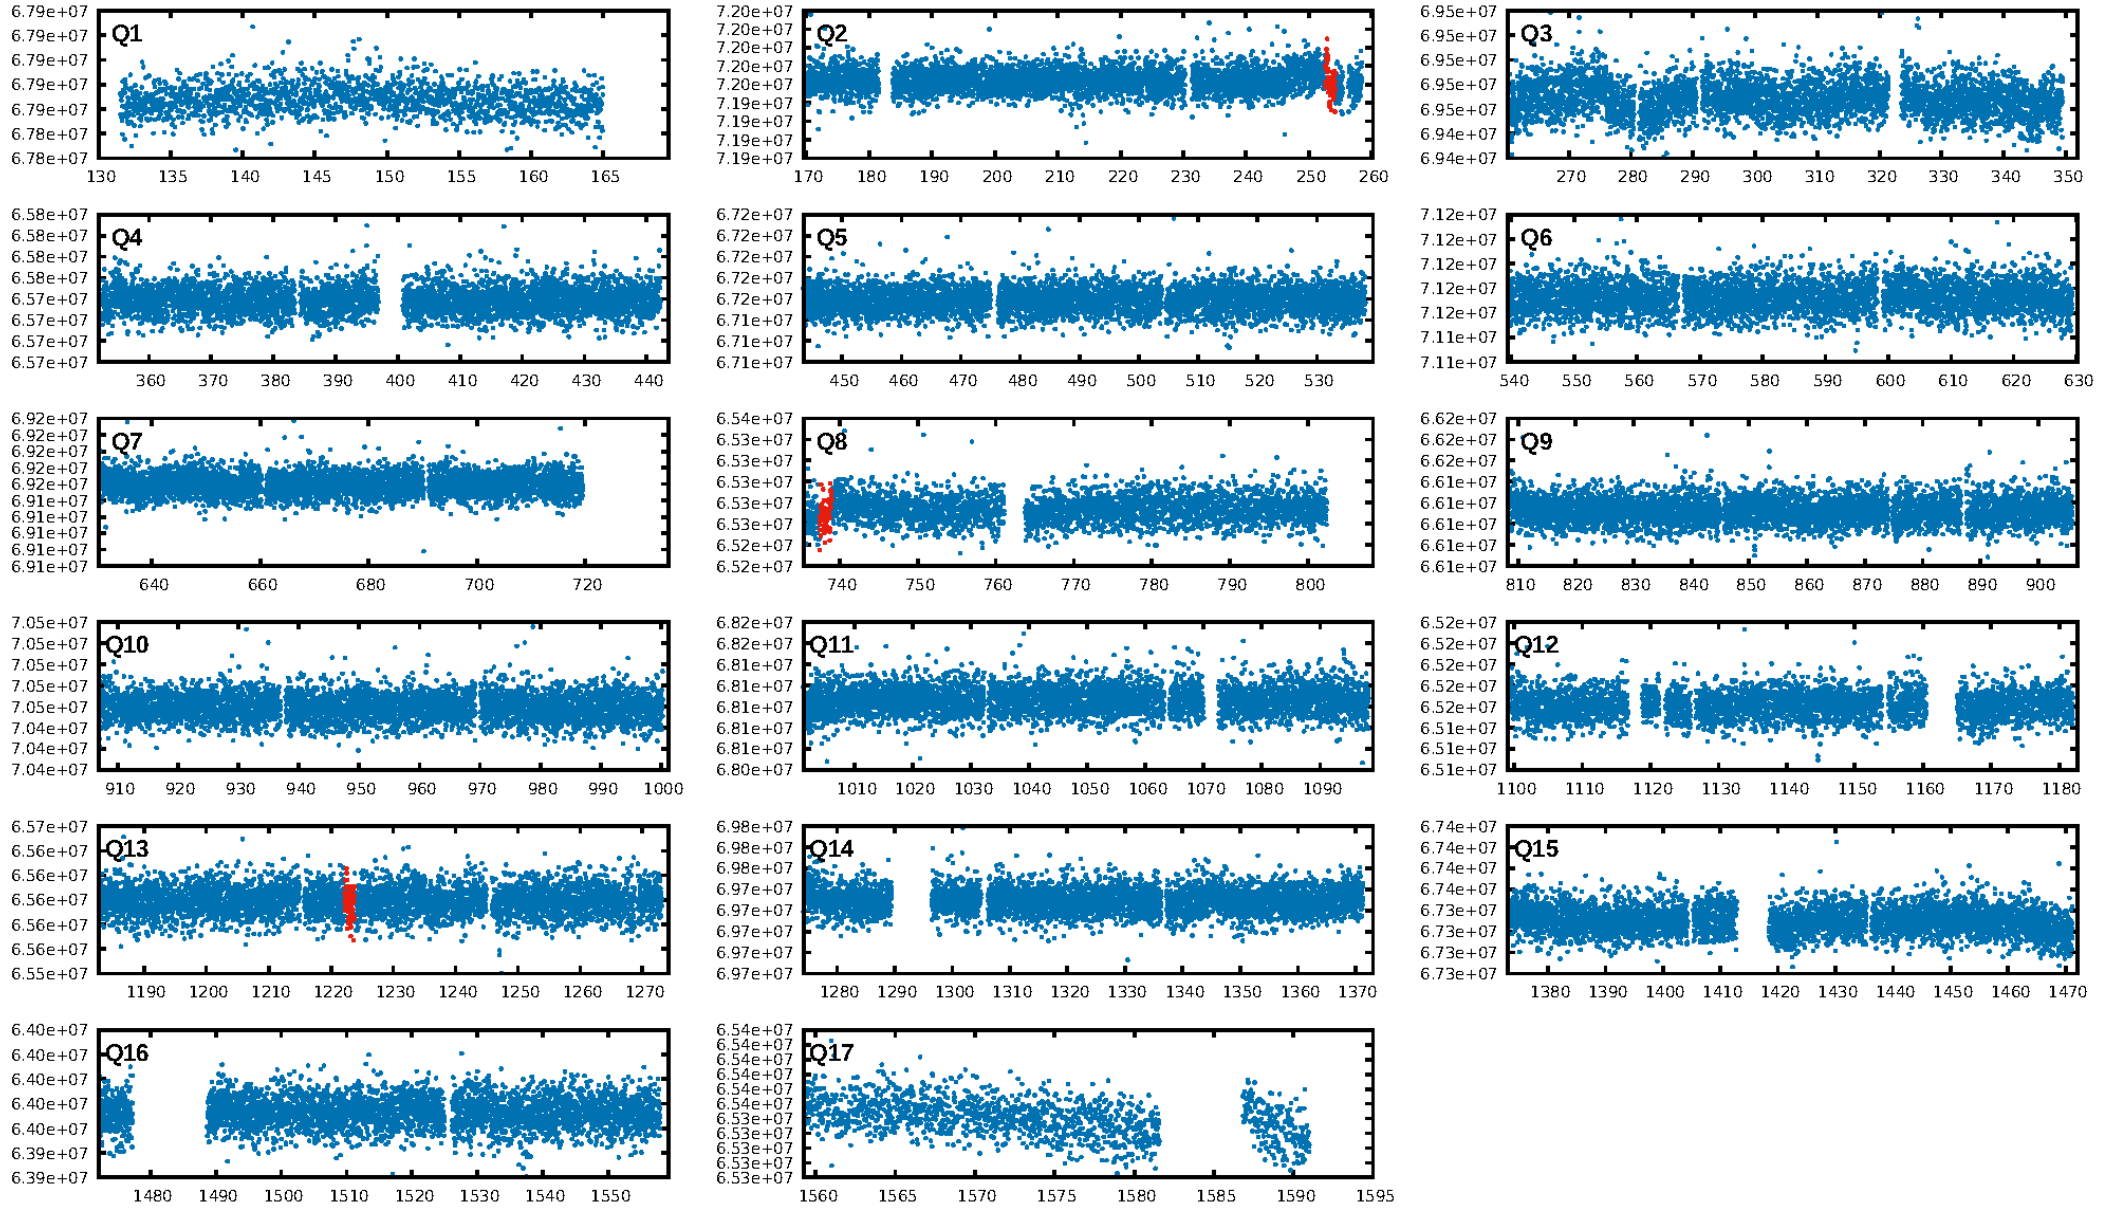 6.79e+07 Q1
6.79e+07
6.79e+07
6.79e+07
6.79e+07
6.78e+07
6.78e+07
130 135 140 145 150 155 160 165
7.20e+07 Q2
7.20e+07
7.20e+07
7.20e+07
7.20e+07
7.19e+07
7.19e+07
7.19e+07
7.19e+07
170 180 190 200 210 220 230 240 250 260
6.95e+07 Q3
6.95e+07
6.95e+07
6.95e+07
6.95e+07
6.94e+07
6.94e+07
270 280 290 300 310 320 330 340 350
6.58e+07 Q4
6.58e+07
6.58e+07
6.58e+07
6.57e+07
6.57e+07
6.57e+07
6.57e+07
360 370 380 390 400 410 420 430 440
6.72e+07 Q5
6.72e+07
6.72e+07
6.72e+07
6.72e+07
6.71e+07
6.71e+07
6.71e+07
450 460 470 480 490 500 510 520 530
7.12e+07 Q6
7.12e+07
7.12e+07
7.12e+07
7.12e+07
7.11e+07
7.11e+07
540 550 560 570 580 590 600 610 620 630
6.92e+07 Q7
6.92e+07
6.92e+07
6.92e+07
6.92e+07
6.91e+07
6.91e+07
6.91e+07
6.91e+07
6.91e+07
640 660 680 700 720
6.54e+07 Q8
6.53e+07
6.53e+07
6.53e+07
6.53e+07
6.53e+07
6.52e+07
6.52e+07
740 750 760 770 780 790 800
6.62e+07 Q9
6.62e+07
6.62e+07
6.61e+07
6.61e+07
6.61e+07
6.61e+07
6.61e+07
810 820 830 840 850 860 870 880 890 900
7.05e+07 Q10
7.05e+07
7.05e+07
7.05e+07
7.05e+07
7.04e+07
7.04e+07
7.04e+07
910 920 930 940 950 960 970 980 990 1000
6.82e+07 Q11
6.82e+07
6.81e+07
6.81e+07
6.81e+07
6.81e+07
6.81e+07
6.80e+07
1010 1020 1030 1040 1050 1060 1070 1080 1090
6.52e+07 Q12
6.52e+07
6.52e+07
6.52e+07
6.52e+07
6.51e+07
6.51e+07
6.51e+07
1100 1110 1120 1130 1140 1150 1160 1170 1180
6.57e+07 Q13
6.56e+07
6.56e+07
6.56e+07
6.56e+07
6.56e+07
6.55e+07
1190 1200 1210 1220 1230 1240 1250 1260 1270
6.98e+07 Q14
6.98e+07
6.98e+07
6.97e+07
6.97e+07
6.97e+07
6.97e+07
6.97e+07
1280 1290 1300 1310 1320 1330 1340 1350 1360 1370
6.74e+07 Q15
6.74e+07
6.74e+07
6.74e+07
6.73e+07
6.73e+07
6.73e+07
6.73e+07
1380 1390 1400 1410 1420 1430 1440 1450 1460 1470
6.40e+07 Q16
6.40e+07
6.40e+07
6.40e+07
6.40e+07
6.39e+07
6.39e+07
1480 1490 1500 1510 1520 1530 1540 1550
6.54e+07 Q17
6.54e+07
6.54e+07
6.54e+07
6.54e+07
6.54e+07
6.53e+07
6.53e+07
6.53e+07
6.53e+07
6.53e+07
1560 1565 1570 1575 1580 1585 1590 1595